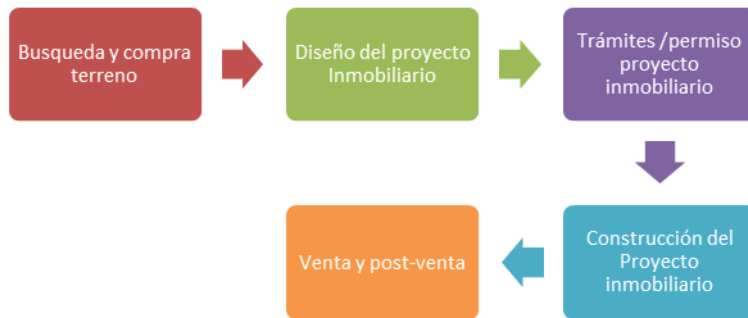 Busqueda y compra
terreno
Diseño del proyecto
Inmobiliario
Trámites /permiso
proyecto
inmobiliario
Construcción del
Proyecto
inmobiliario
Venta y post-venta